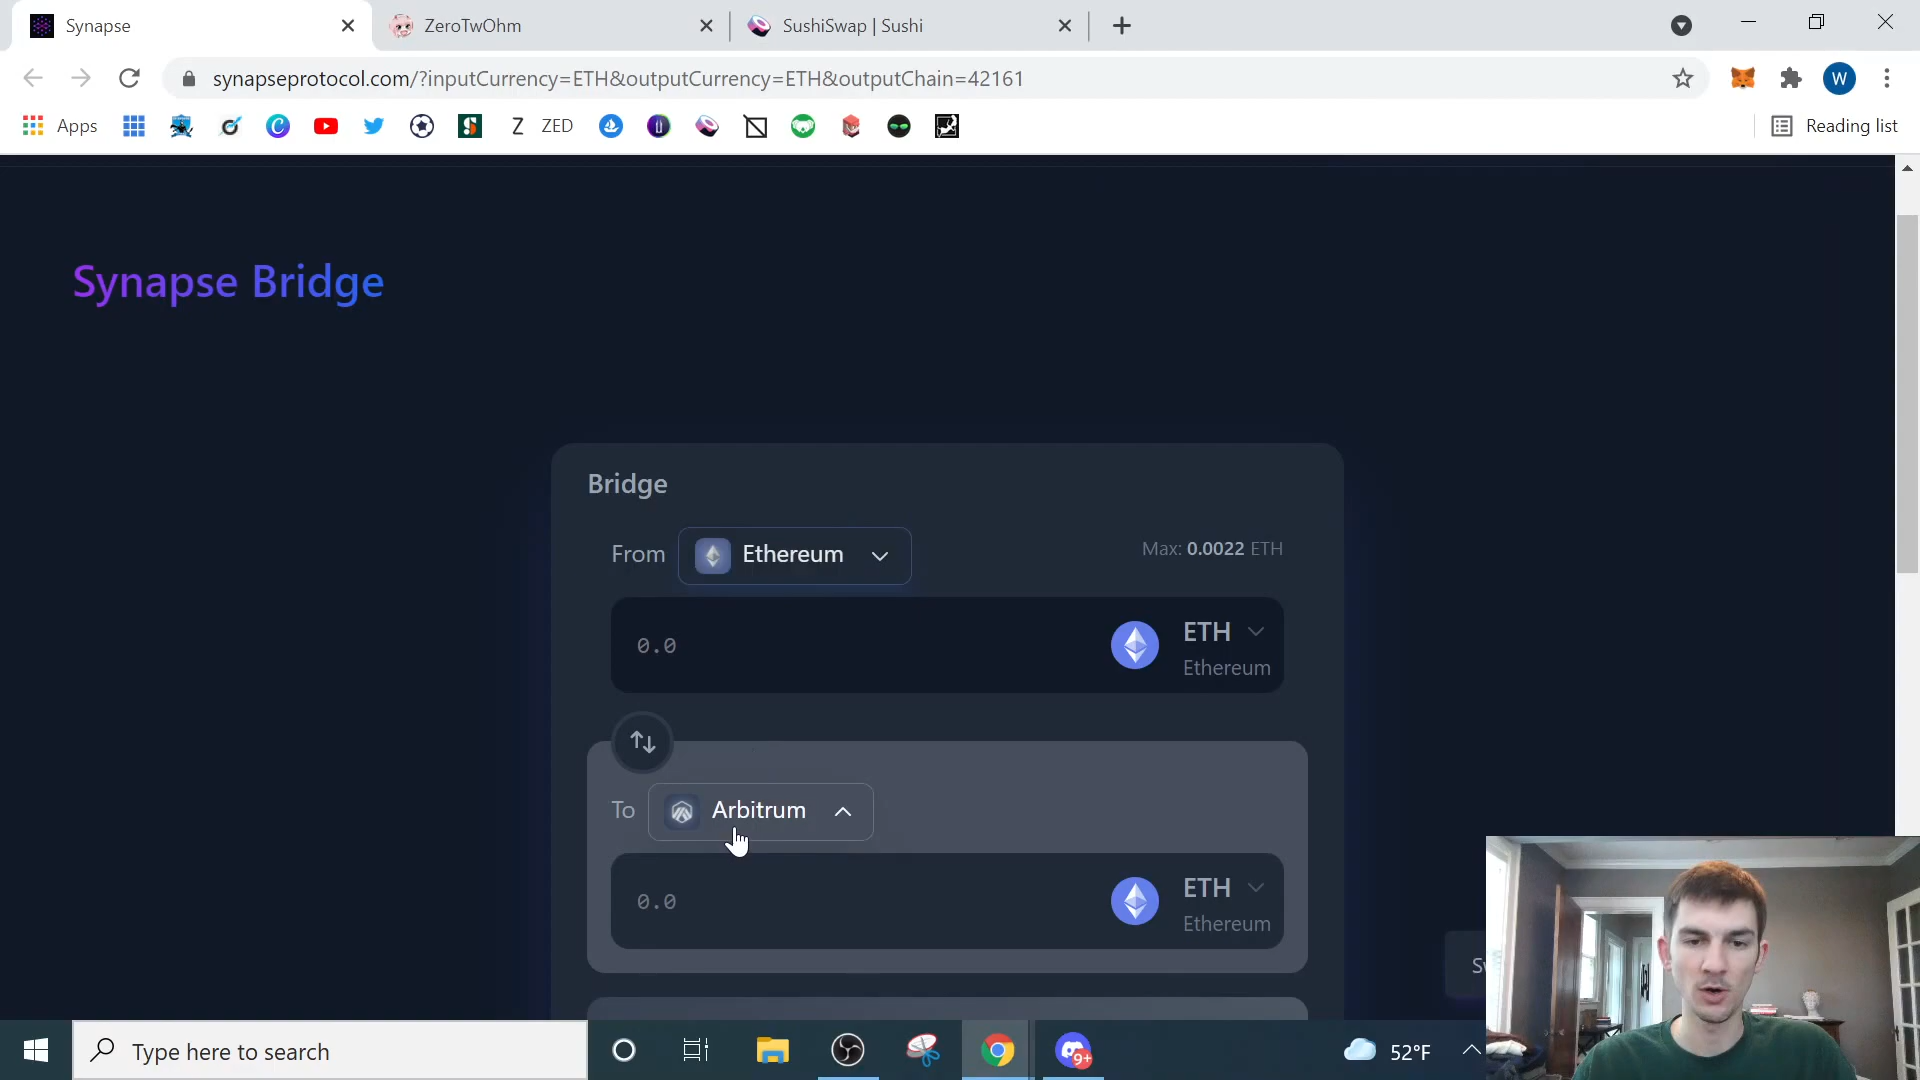 Synapse
ZeroTwOhm
SushiSwap | Sushi
synapseprotocol.com/?inputCurrency=ETH&outputCurrency=ETH&outputChain=42161
W
Apps
ZED
Reading list
Synapse Bridge
Bridge
From
Ethereum
Max: 0.0022 ETH
0.0
ETH
Ethereum
To
Arbitrum
0.0
ETH
Ethereum
Type here to search
9+
52°F